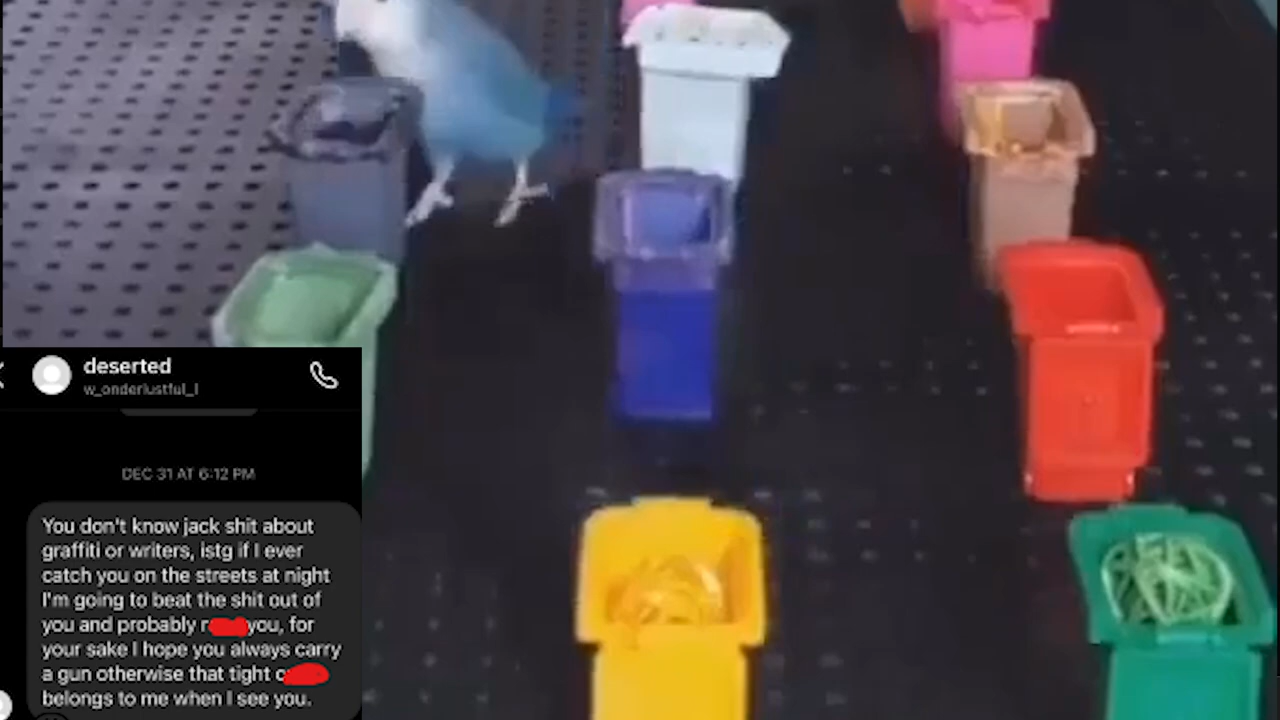 deserted
w_onderlustful_l
DEC 31 AT 6:12 PM
You don't know jack shit about
graffiti or writers, istg if I ever
catch you on the streets at night
I'm going to beat the shit out of
you and probably r you, for
your sake I hope you always carry
a gun otherwise that tight c
belongs to me when I see you.